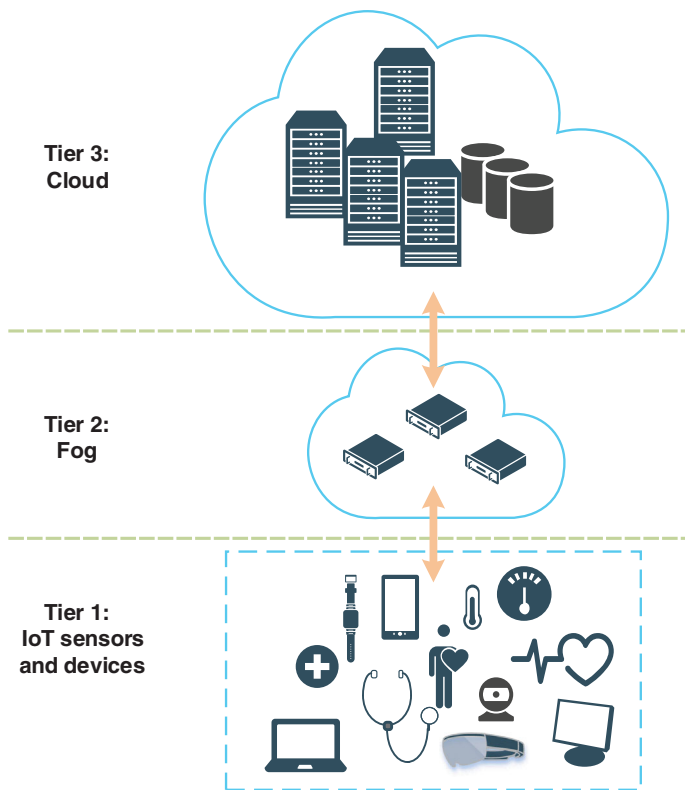 Tier 3:
Cloud
Tier 2:
Fog
Tier 1:
IoT sensors
and devices